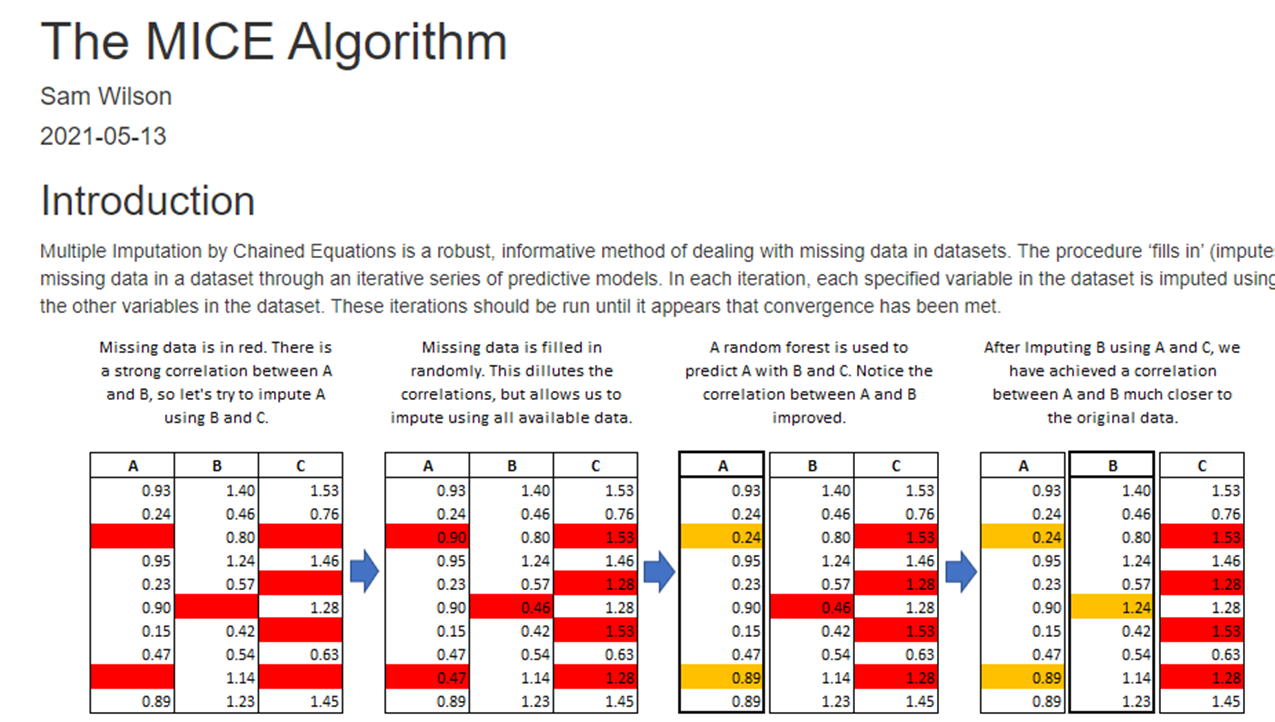 The MICE Algorithm
Sam Wilson
2021-05-13
Introduction
Multiple Imputation by Chained Equations is a robust, informative method of dealing with missing data in datasets. The procedure ‘fills in’ (impute
missing data in a dataset through an iterative series of predictive models. In each iteration, each specified variable in the dataset is imputed using
the other variables in the dataset. These iterations should be run until it appears that convergence has been met.
Missing data is in red. There is
a strong correlation between A
and B, so let's try to impute A
using B and C.
Missing data is filled in
randomly. This dillutes the
correlations, but allows us to
impute using all available data.
A random forest is used to
predict A with B and C. Notice the
correlation between A and B
improved.
After Imputing B using A and C, we
have achieved a correlation
between A and B much closer to
the original data.
A B C
0.93 1.40 1.53
0.24 0.46 0.76
0.80
0.95 1.24 1.46
0.23 0.57
0.90 1.28
0.15 0.42
0.47 0.54 0.63
1.14
0.89 1.23 1.45
A B C
0.93 1.40 1.53
0.24 0.46 0.76
0.90 0.80 1.53
0.95 1.24 1.46
0.23 0.57 1.28
0.90 0.46 1.28
0.15 0.42 1.53
0.47 0.54 0.63
0.47 1.14 1.28
0.89 1.23 1.45
A B C
0.93 1.40 1.53
0.24 0.46 0.76
0.24 0.80 1.53
0.95 1.24 1.46
0.23 0.57 1.28
0.90 0.46 1.28
0.15 0.42 1.53
0.47 0.54 0.63
0.89 1.14 1.28
0.89 1.23 1.45
A B C
0.93 1.40 1.53
0.24 0.46 0.76
0.24 0.80 1.53
0.95 1.24 1.46
0.23 0.57 1.28
0.90 1.24 1.28
0.15 0.42 1.53
0.47 0.54 0.63
0.89 1.14 1.28
0.89 1.23 1.45